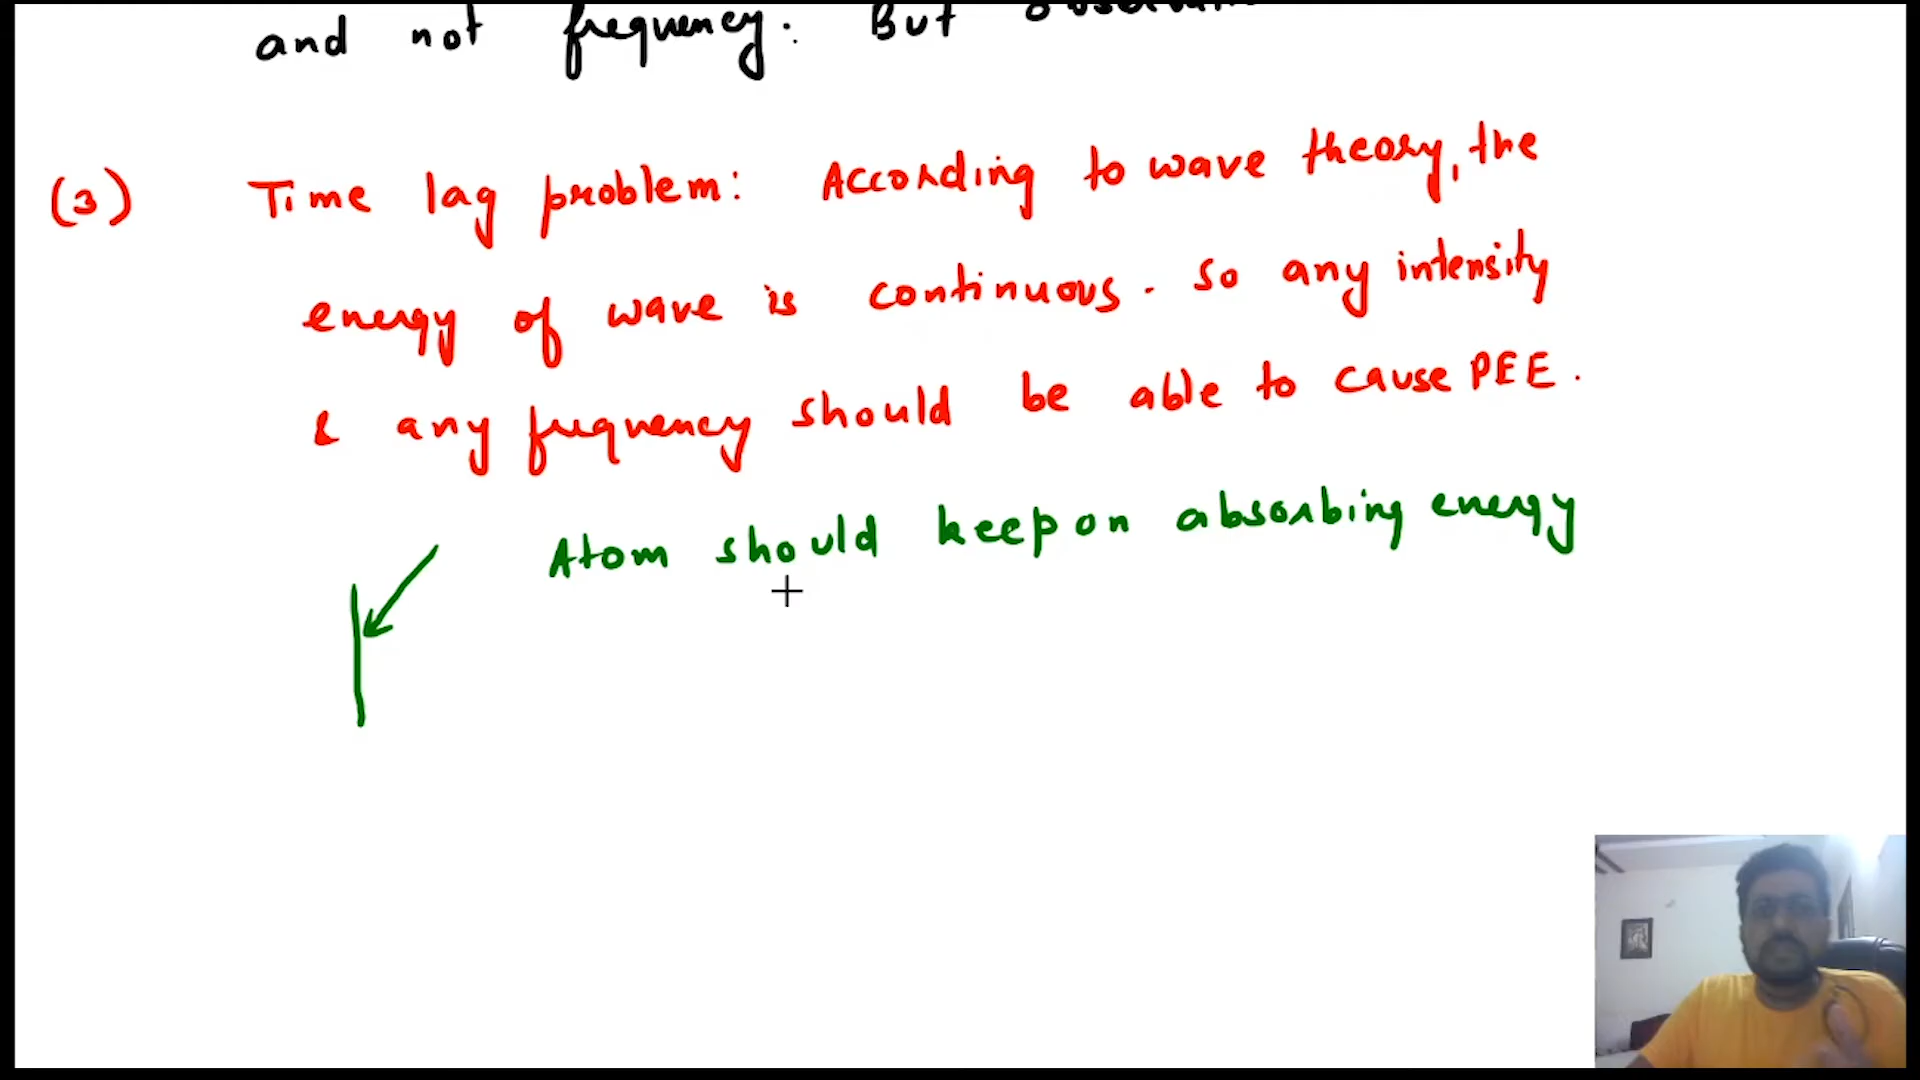 and not frequency. But
(3) Time lag problem: According to wave theory, the
energy of wave is continuous. So any intensity
& any frequency should be able to cause PEE.
Atom should keep on absorbing energy